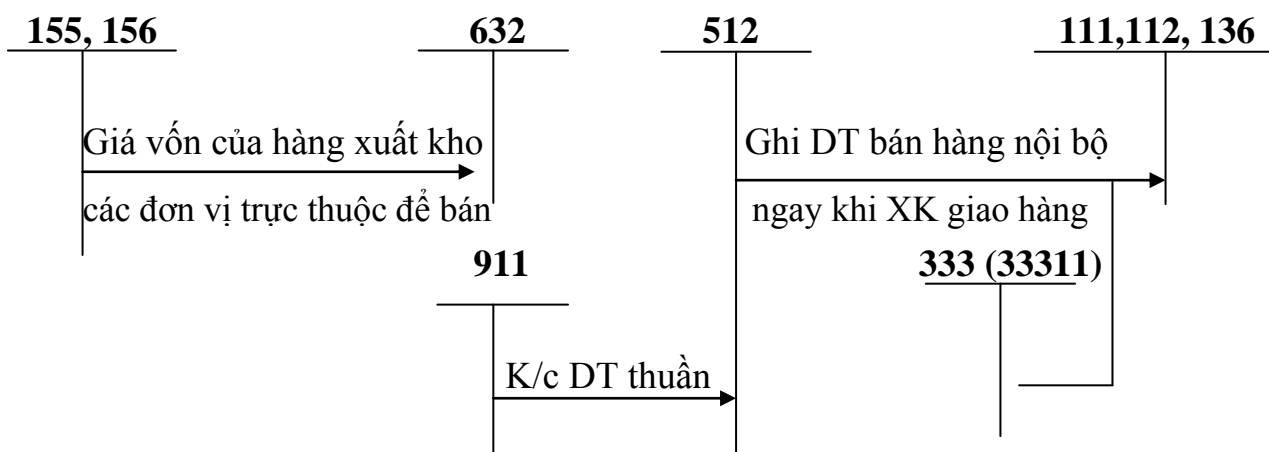 155, 156 632 512 111,112, 136
Giá vốn của hàng xuất kho Ghi DT bán hàng nội bộ
các đơn vị trực thuộc để bán ngay khi XK giao hàng
911 333 (33311)
K/c DT thuần